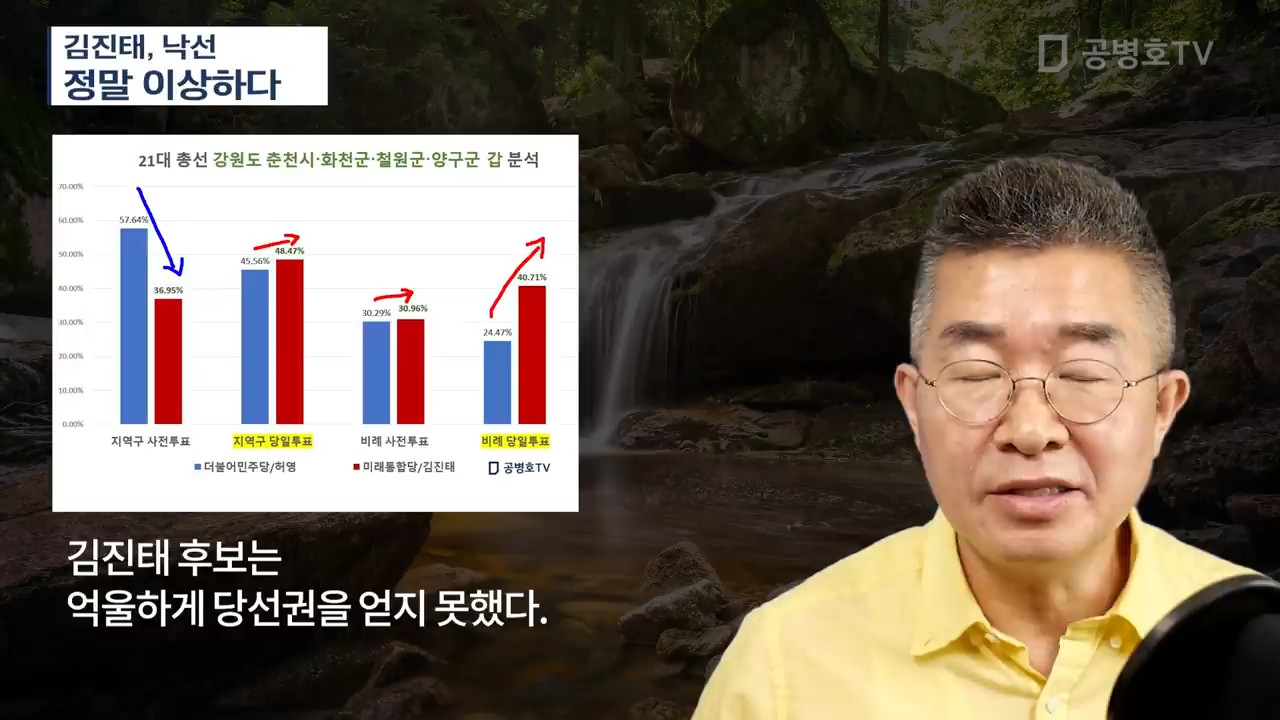 김진태, 낙선
정말 이상하다
공병호TV
21대 총선 강원도 춘천시·화천군·철원군·양구군 갑 분석
70.00%
60.00%
50.00%
40.00%
30.00%
20.00%
10.00%
0.00%
57.64%
36.95%
45.56%
48.47%
30.29%
30.96%
24.47%
40.71%
지역구 사전투표
지역구 당일투표
비례 사전투표
비례 당일투표
더불어민주당/허영
미래통합당/김진태
공병호TV
김진태 후보는
억울하게 당선권을 얻지 못했다.